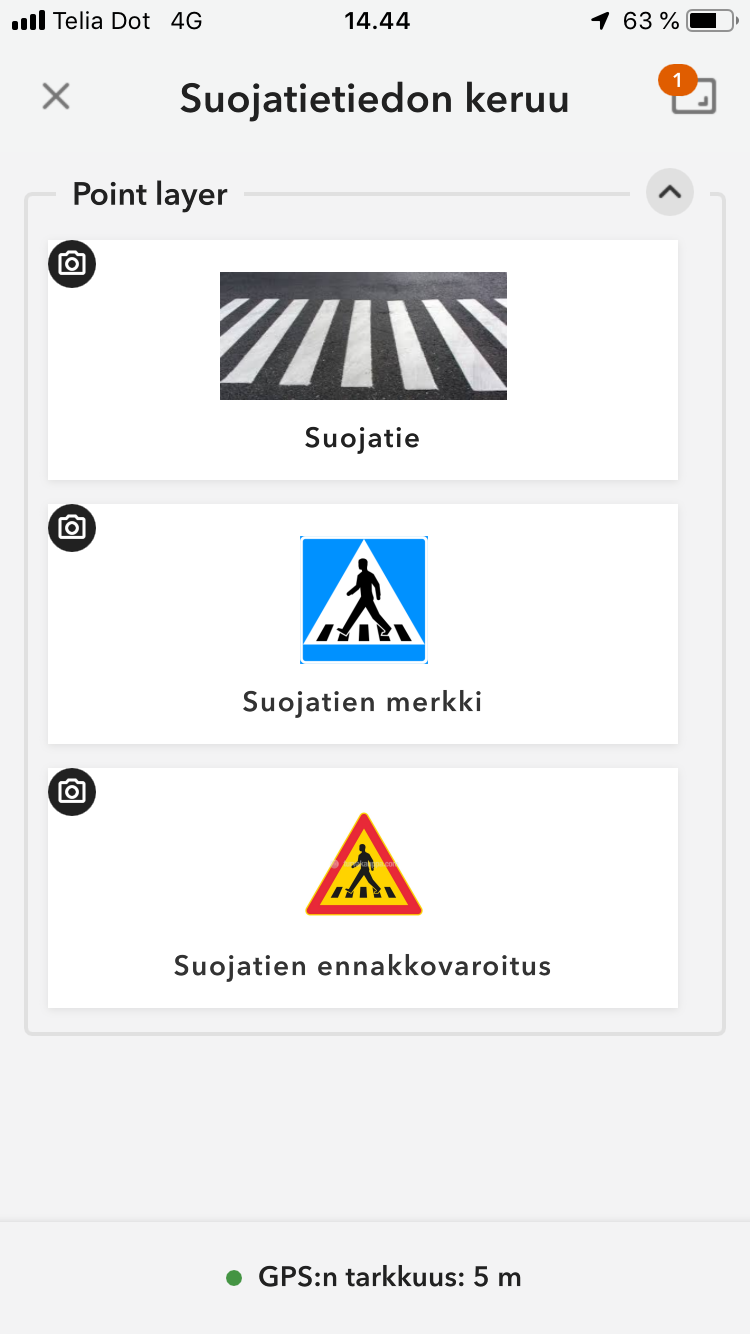 Telia Dot 4G 14.44 63 %
Suojatietiedon keruu
1
Point layer
Suojatie
Suojatien merkki
Suojatien ennakkovaroitus
GPS:n tarkkuus: 5 m